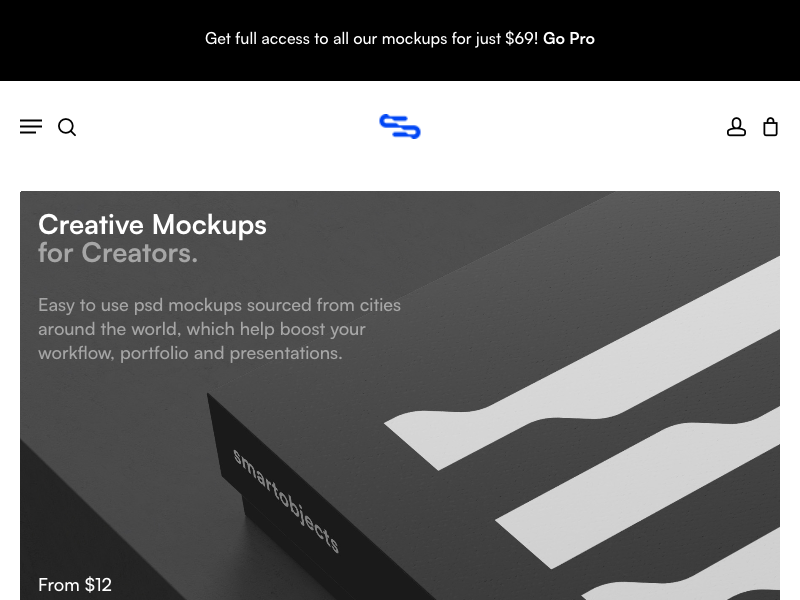 Get full access to all our mockups for just $69! Go Pro
Creative Mockups
for Creators.
Easy to use psd mockups sourced from cities
around the world, which help boost your
workflow, portfolio and presentations.
smartobjects
From $12